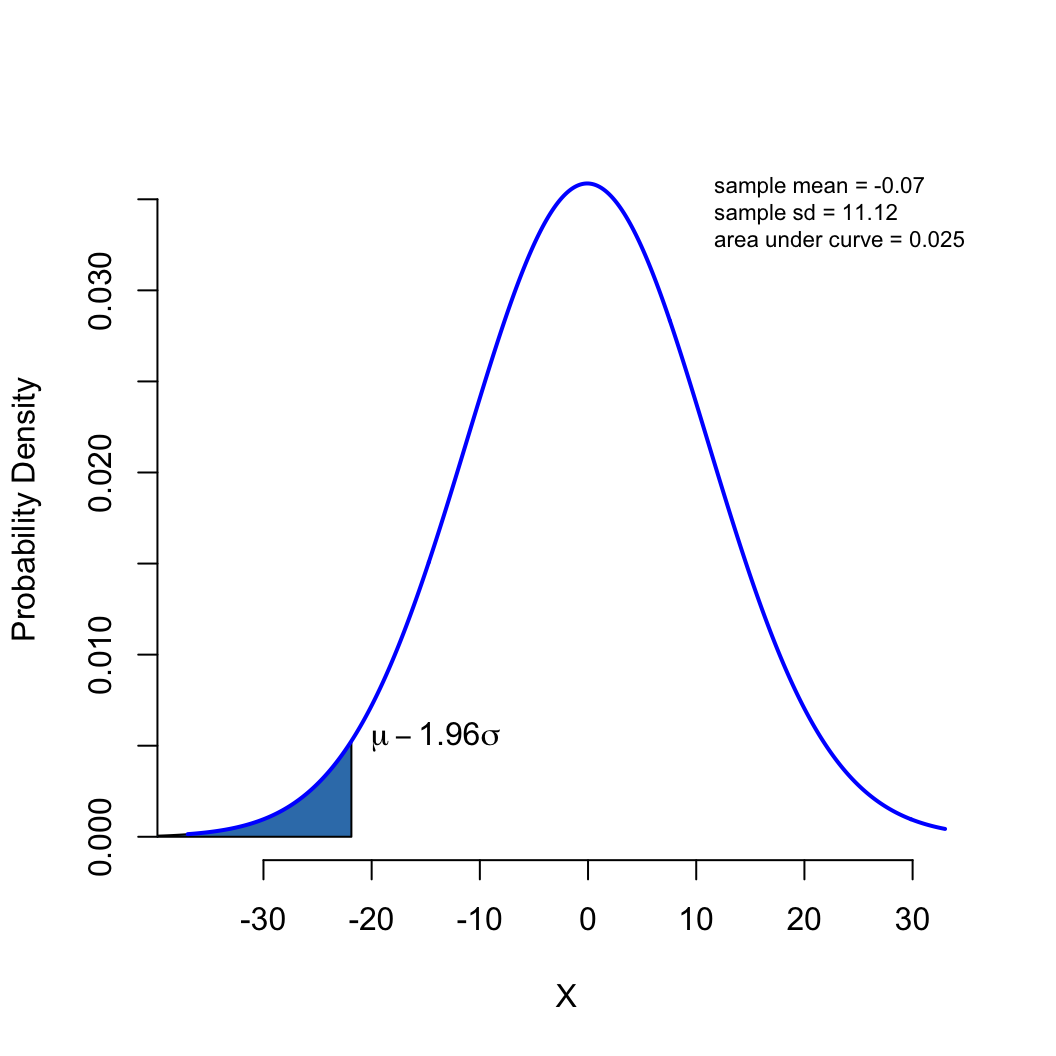 sample mean = -0.07
sample sd = 11.12
area under curve = 0.025
Probability Density
0.030
0.020
0.010
0.000
μ − 1.96σ
-30 -20 -10 0 10 20 30
X